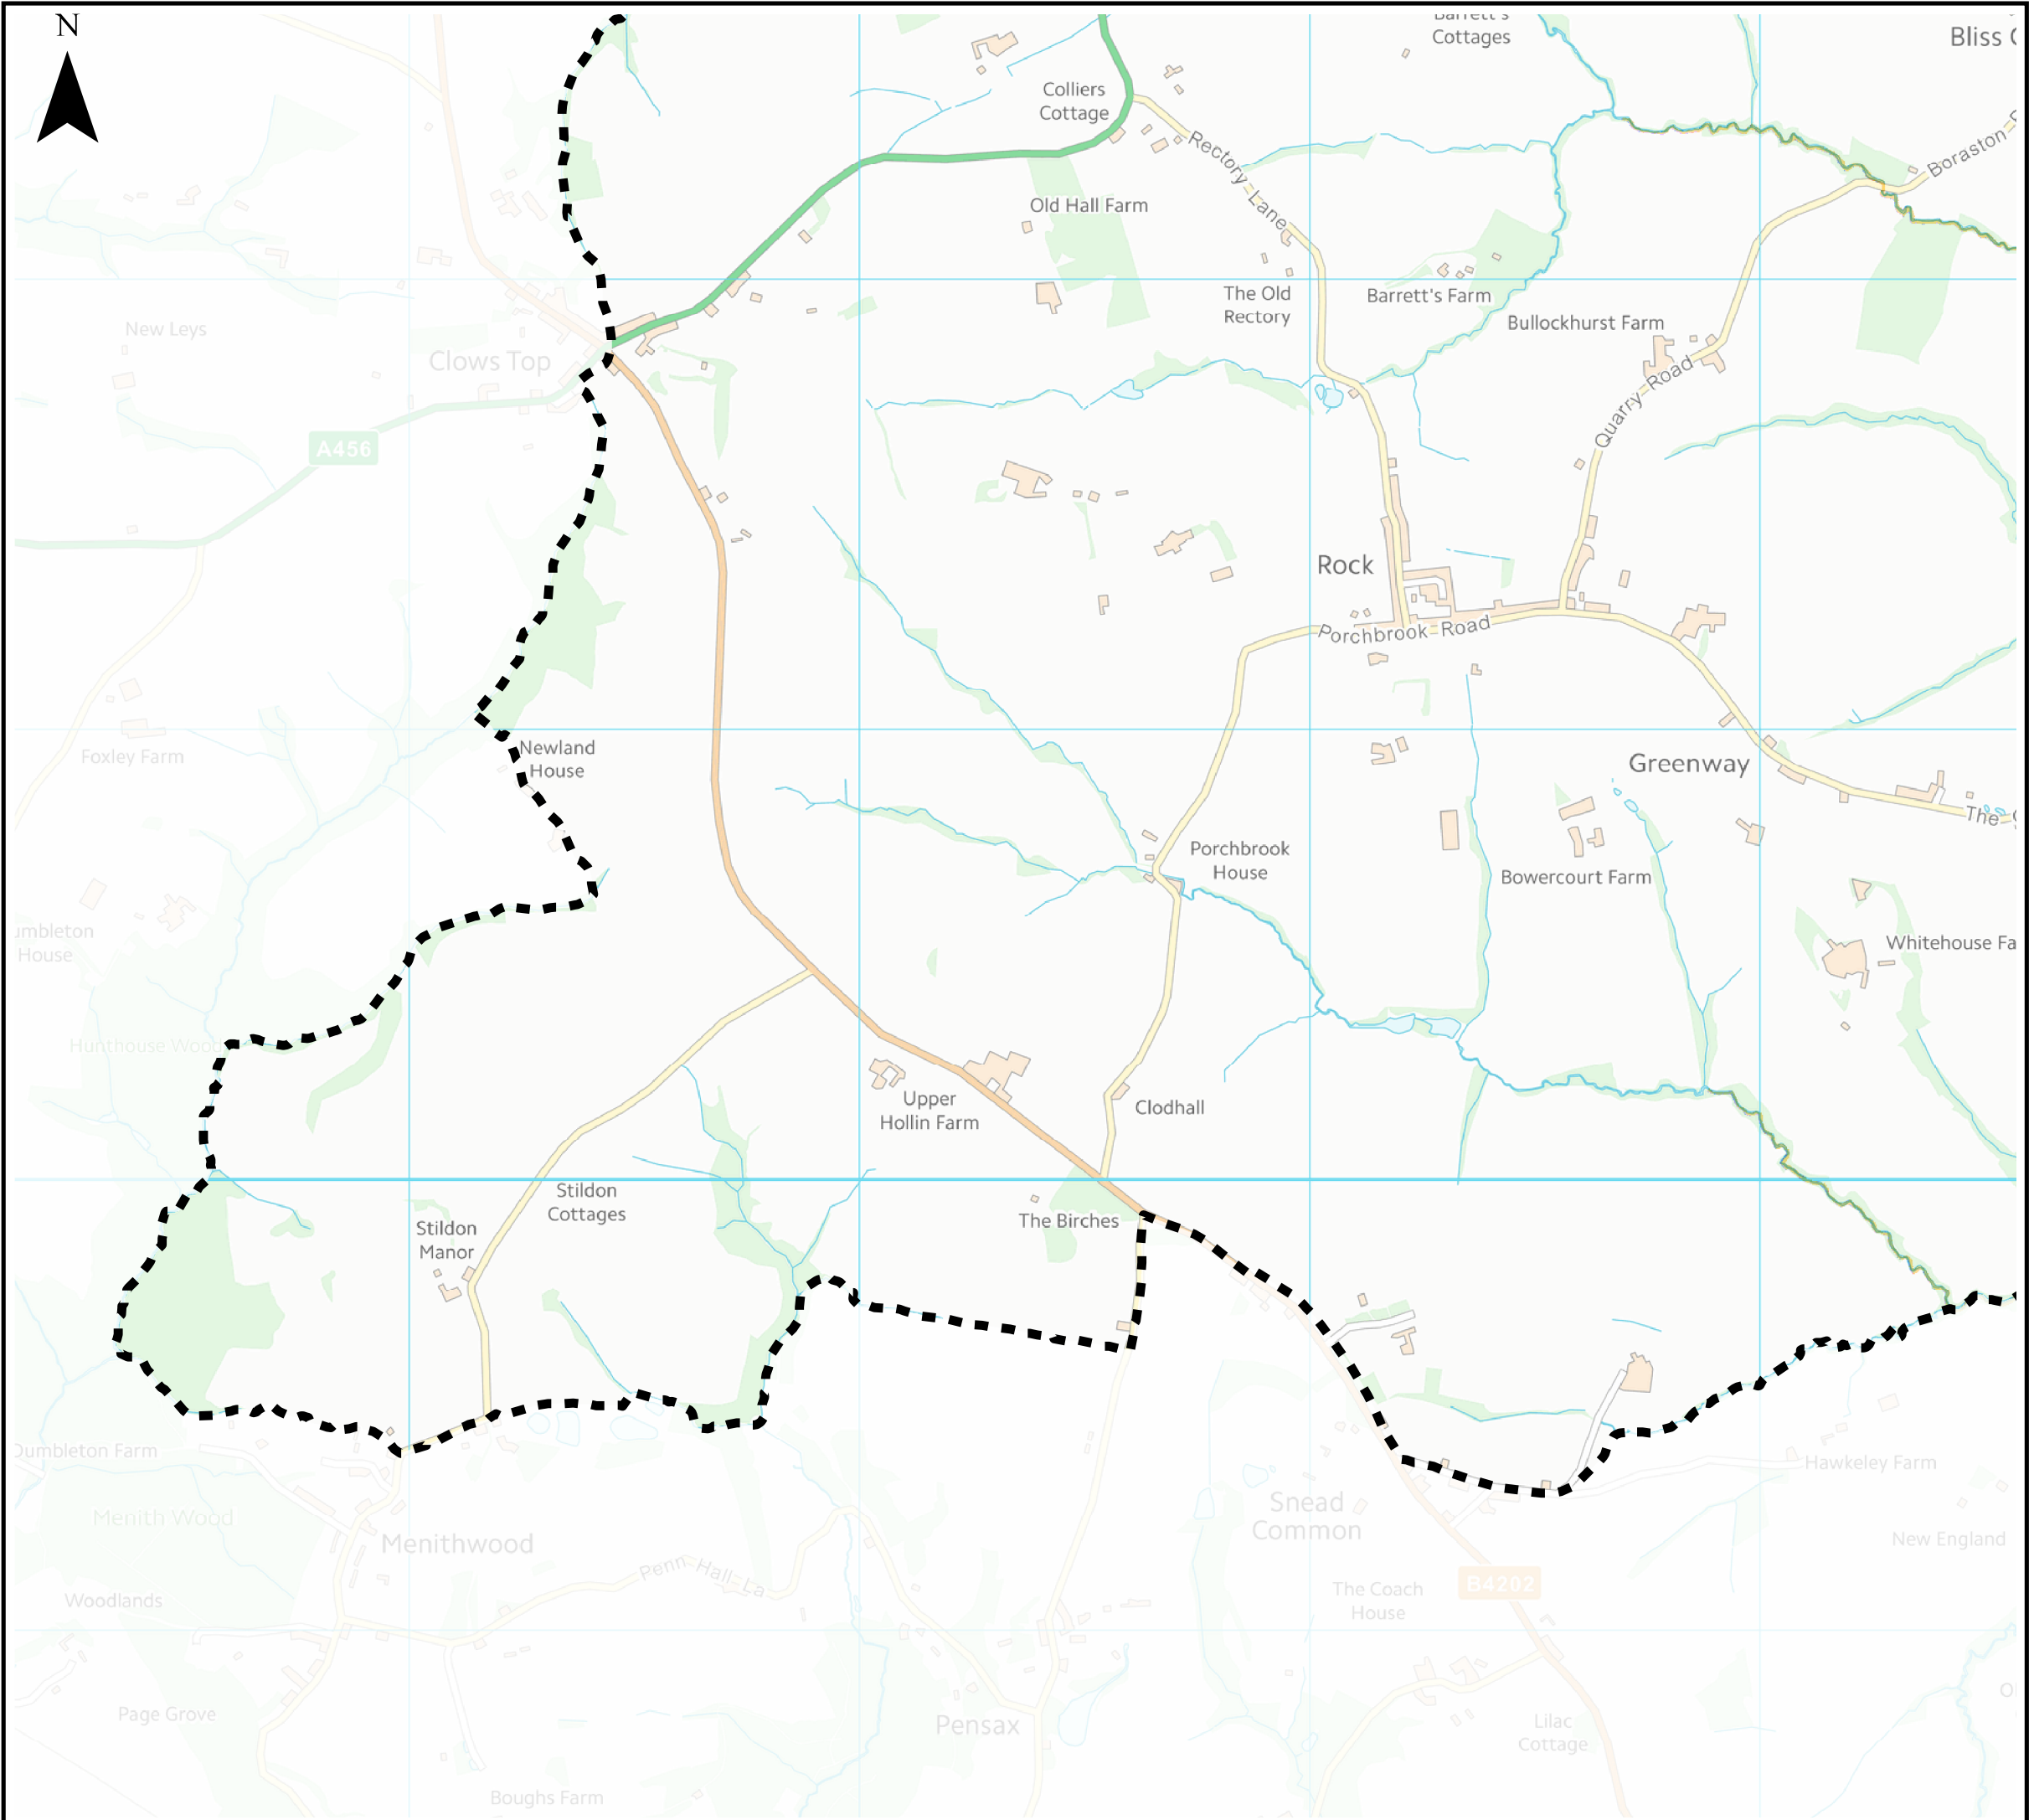 N
Cottages
Bliss
Colliers
Cottage
Rectory Lane
Boraston
Old Hall Farm
The Old
Rectory
Barrett's Farm
Bullockhurst Farm
New Leys
Clows Top
Quarry Road
A456
Rock
Porchbrook Road
Newland
House
Foxley Farm
Greenway
The
Porchbrook
House
Bowercourt Farm
House
Whitehouse
Hunthouse Wood
Upper
Hollin Farm
Clodhall
Stildon
Cottages
Stildon
Manor
The Birches
Dumbleton Farm
Hawkeley Farm
Menith Wood
Menithwood
Snead
Common
New England
Penn Hall La
B4202
Woodlands
The Coach
House
Page Grove
Pensax
Lilac
Cottage
Boughs Farm